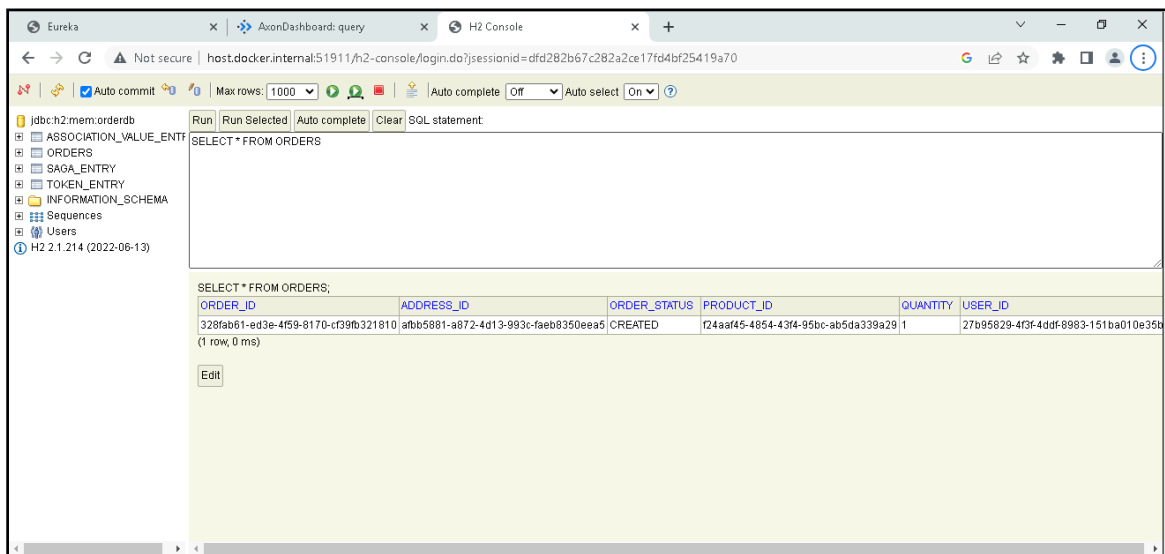 Eureka
AxonDashboard: query
H2 Console
Not secure | host.docker.internal:51911/h2-console/login.do?jsessionid=dfd282b67c282a2ce17fd4bf25419a70
Auto commit Max rows: 1000 Auto complete Off Auto select On
jdbc:h2:mem:orderdb
ASSOCIATION_VALUE_ENTF
ORDERS
SAGA_ENTRY
TOKEN_ENTRY
INFORMATION_SCHEMA
Sequences
Users
H2 2.1.214 (2022-06-13)
Run Run Selected Auto complete Clear SQL statement:
SELECT * FROM ORDERS
SELECT * FROM ORDERS;
ORDER_ID ADDRESS_ID ORDER_STATUS PRODUCT_ID QUANTITY USER_ID
328fab61-ed3e-4f59-8170-cf39fb321810 afbb5881-a872-4d13-993c-faeb8350eea5 CREATED f24aaf45-4854-43f4-95bc-ab5da339a29 1 27b95829-4f3f-4ddf-8983-151ba010e35b
(1 row, 0 ms)
Edit